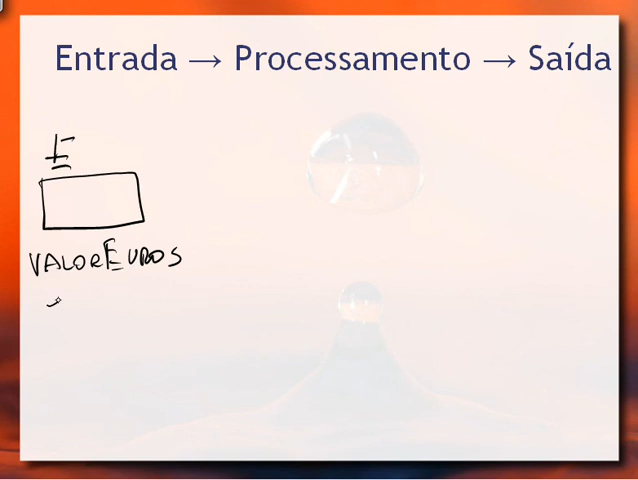 Entrada → Processamento → Saída
E
VALOREUROS